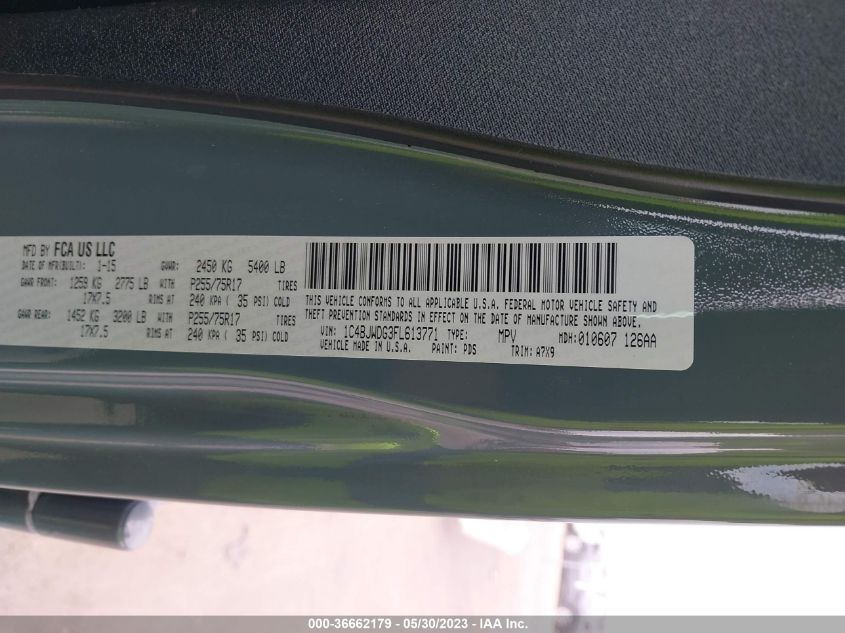 MFD BY FCA US LLC
DATE OF MFR(BUILT): 1-15 GVWR: 2450 KG 5400 LB
GAWR FRONT: 1259 KG 2775 LB WITH P255/75R17 TIRES
17X7.5 RIMS AT 240 KPA ( 35 PSI) COLD
GAWR REAR: 1452 KG 3200 LB WITH P255/75R17 TIRES
17X7.5 RIMS AT 240 KPA ( 35 PSI) COLD
THIS VEHICLE CONFORMS TO ALL APPLICABLE U.S.A. FEDERAL MOTOR VEHICLE SAFETY AND
THEFT PREVENTION STANDARDS IN EFFECT ON THE DATE OF MANUFACTURE SHOWN ABOVE.
VIN: 1C4BJWDG3FL613771 TYPE: MPV MDH: 010607 126AA
VEHICLE MADE IN U.S.A. PAINT: PDS TRIM: A7X9
000-36662179 - 05/30/2023 - IAA Inc.